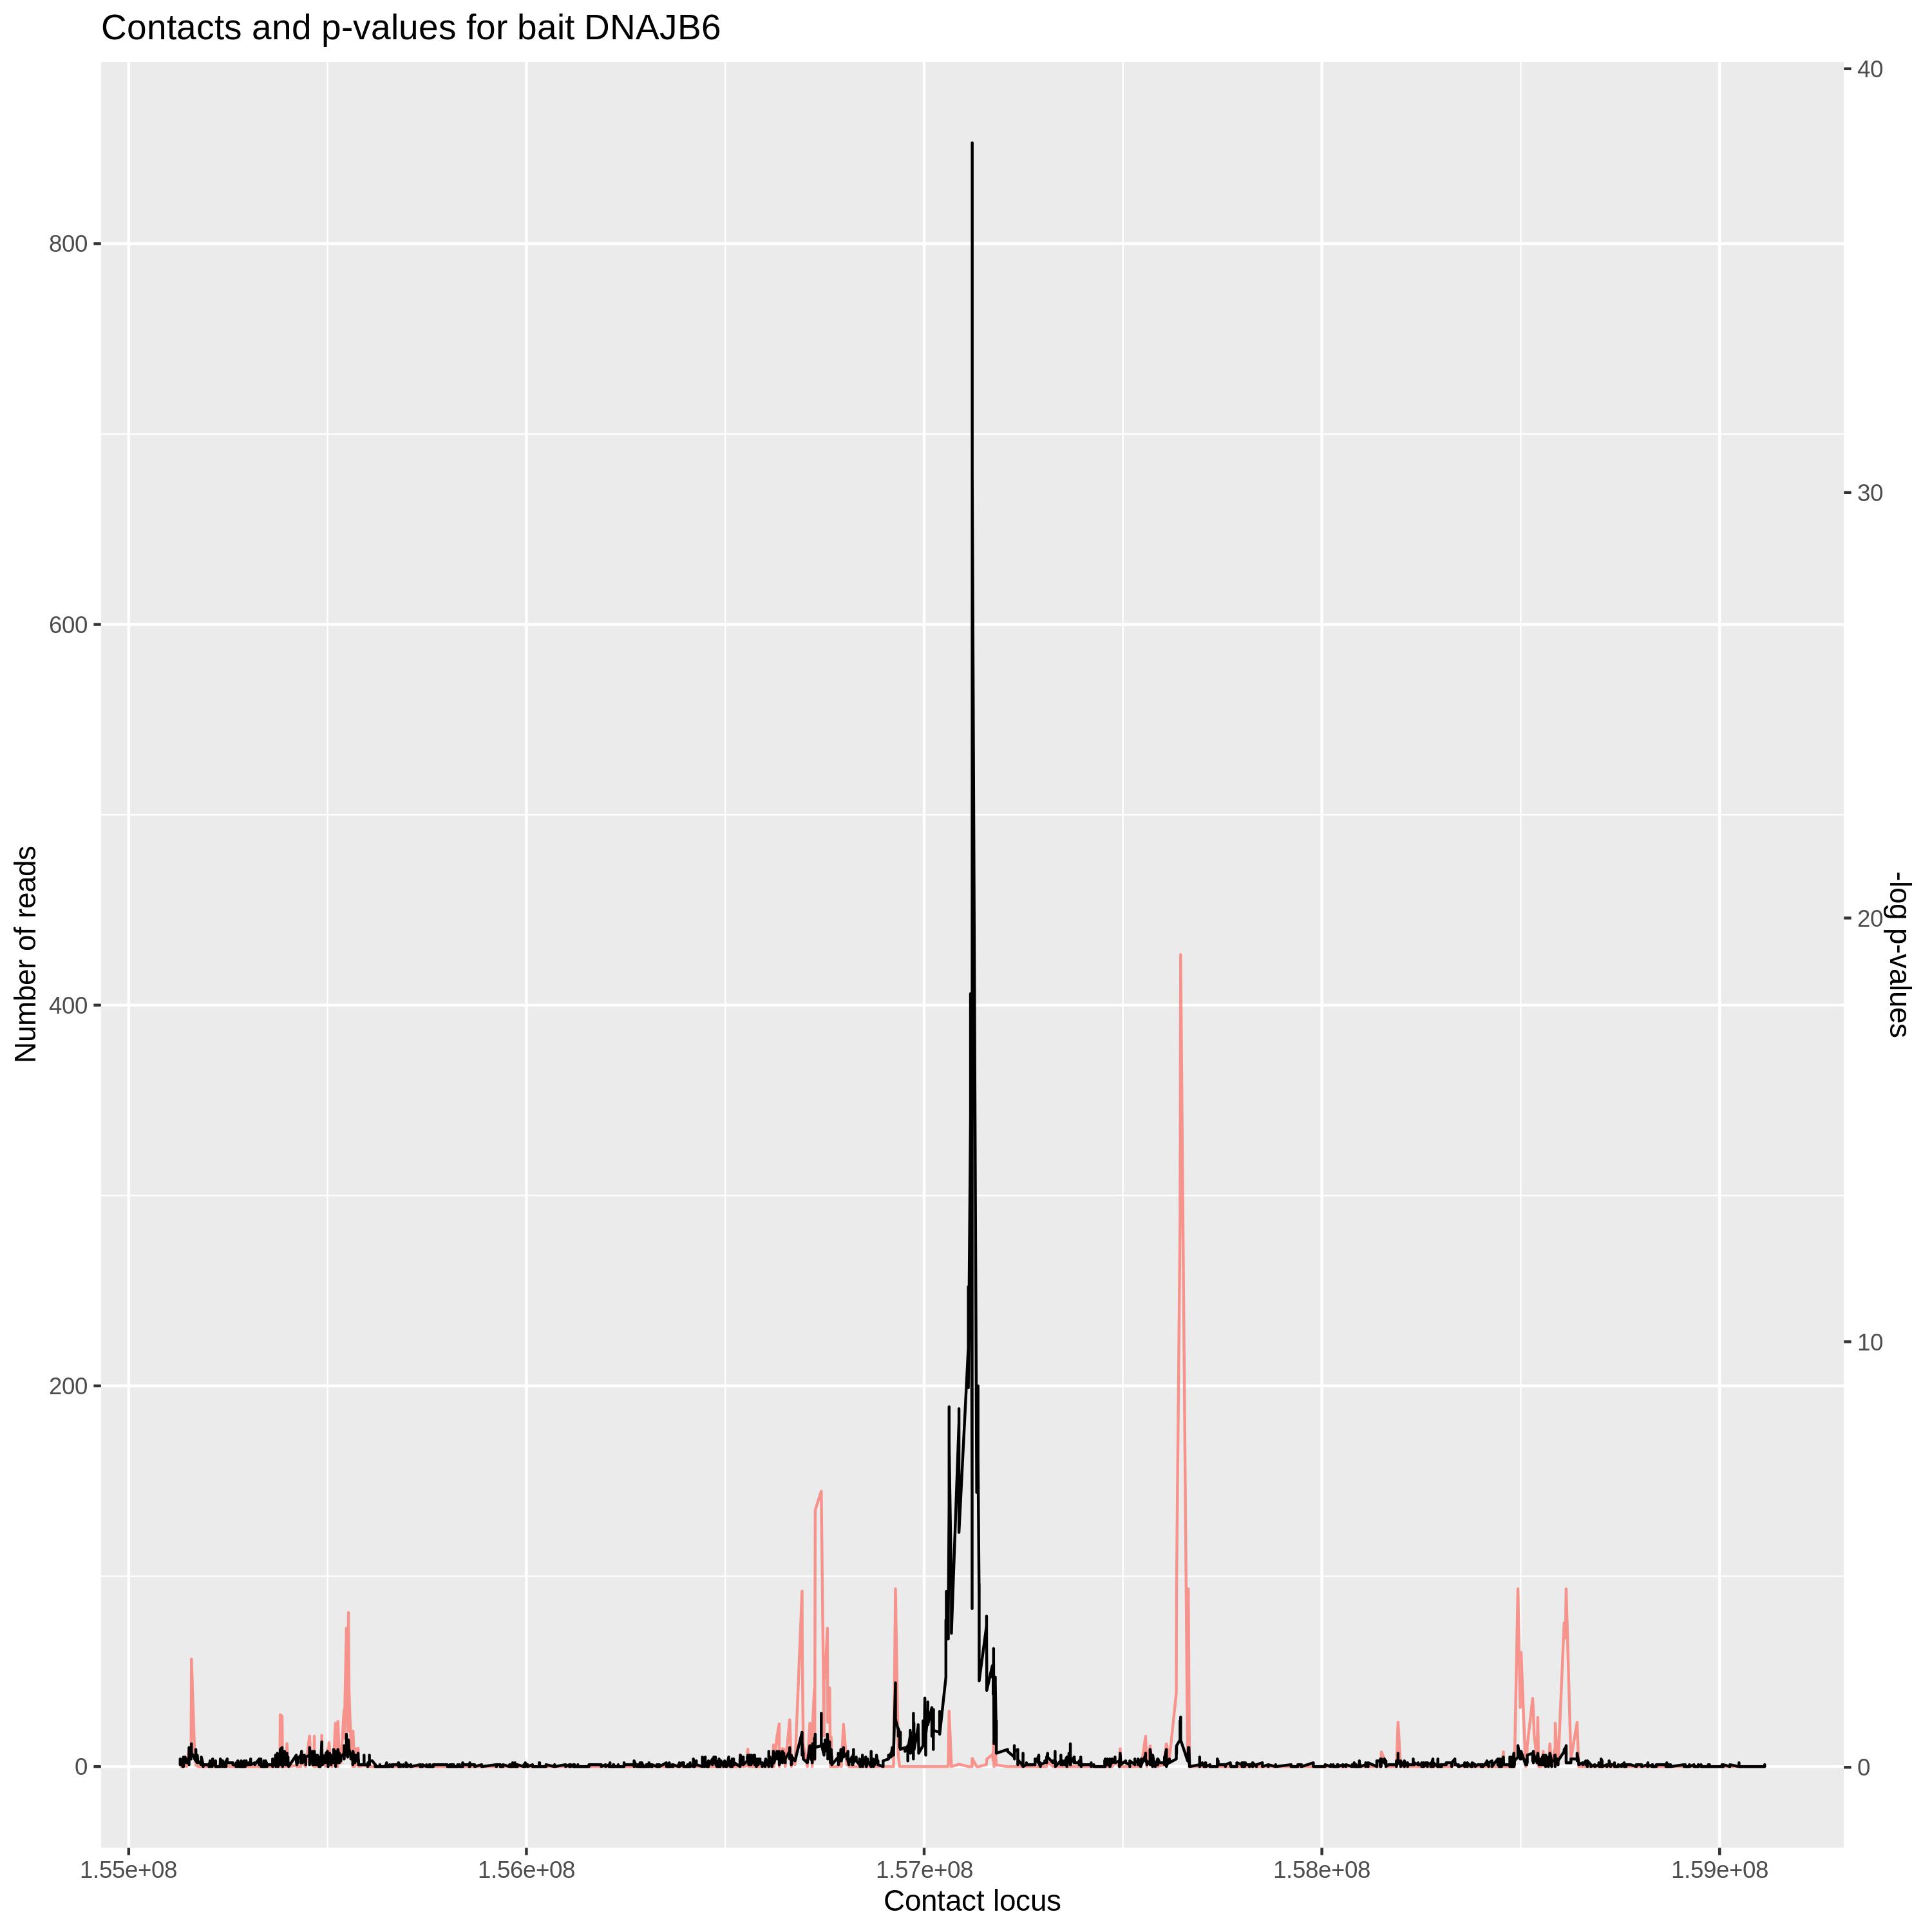 Contacts and p-values for bait DNAJB6
40
800
30
600
20
400
10
200
0
0
Number of reads
-log p-values
1.55e+08
1.56e+08
1.57e+08
1.58e+08
1.59e+08
Contact locus